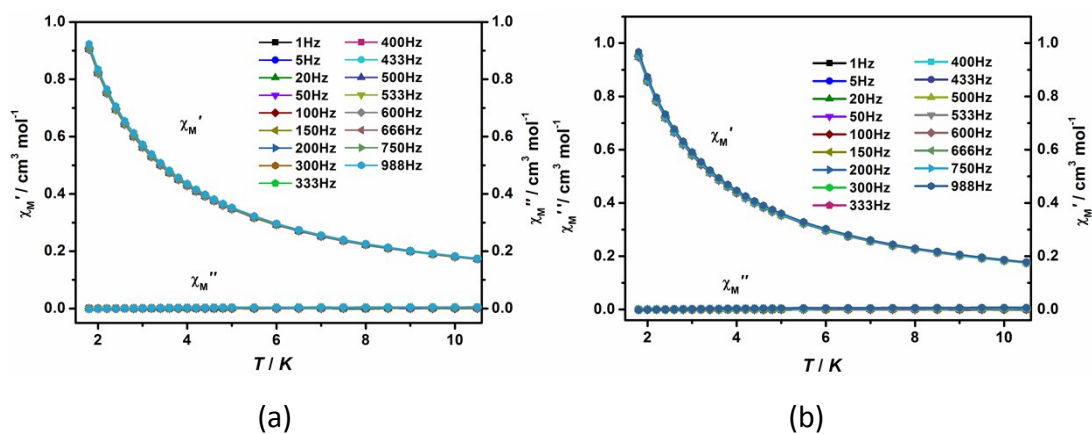 1Hz 400Hz
5Hz 433Hz
20Hz 500Hz
50Hz 533Hz
100Hz 600Hz
150Hz 666Hz
200Hz 750Hz
300Hz 988Hz
333Hz
χM'
χM''
χM' / cm³ mol⁻¹
1.0
0.8
0.6
0.4
0.2
0.0
χM'' / cm³ mol⁻¹
1.0
0.8
0.6
0.4
0.2
0.0
2 4 6 8 10
T / K
(a)
1Hz 400Hz
5Hz 433Hz
20Hz 500Hz
50Hz 533Hz
100Hz 600Hz
150Hz 666Hz
200Hz 750Hz
300Hz 988Hz
333Hz
χM'
χM''
χM''/ cm³ mol⁻¹
1.0
0.8
0.6
0.4
0.2
0.0
χM' / cm³ mol⁻¹
1.0
0.8
0.6
0.4
0.2
0.0
2 4 6 8 10
T / K
(b)